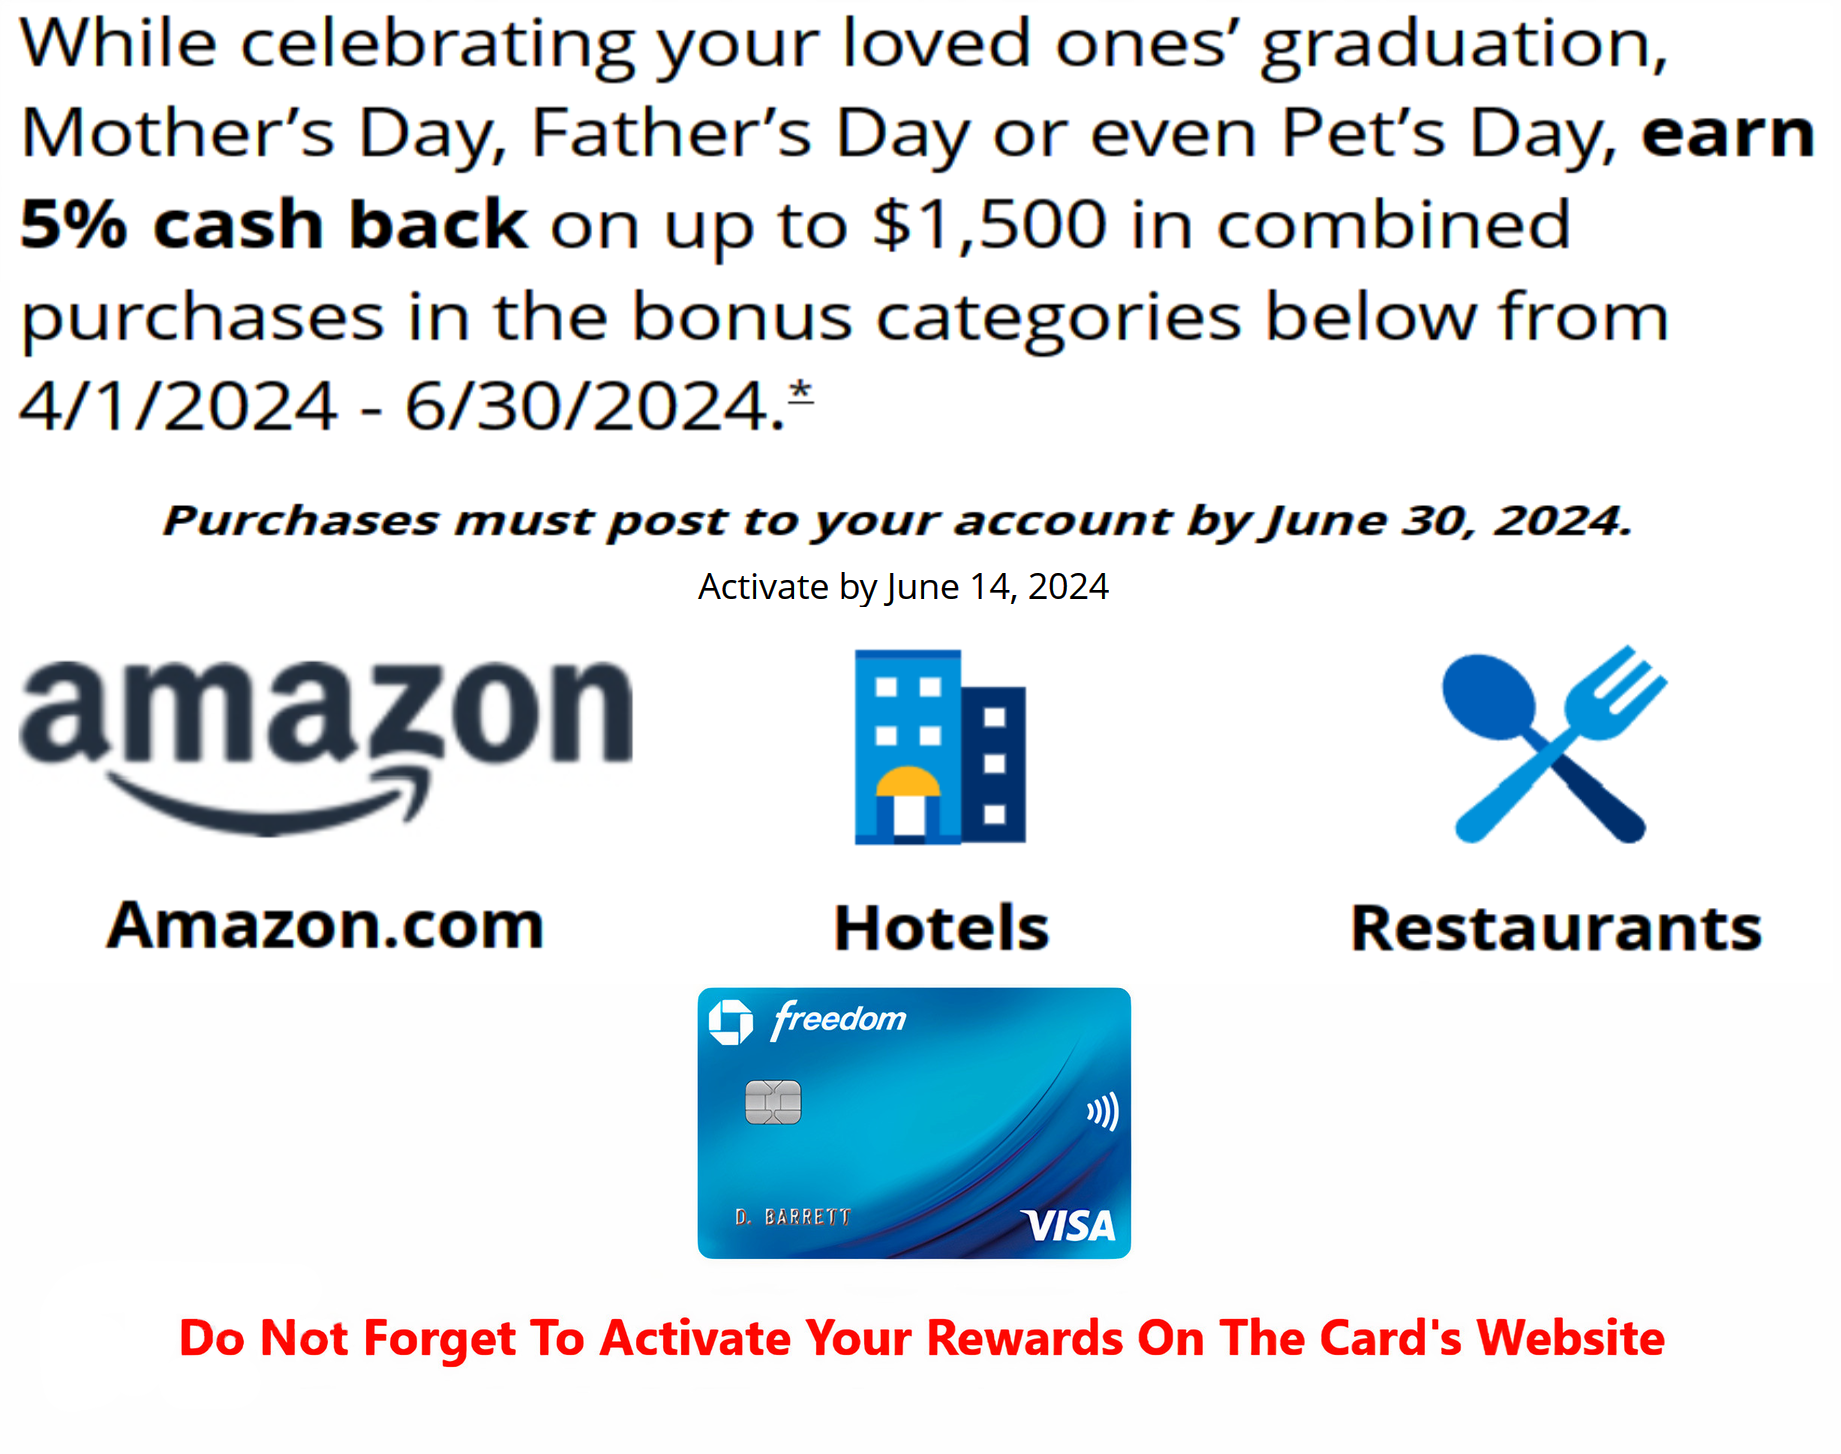 While celebrating your loved ones’ graduation,
Mother’s Day, Father’s Day or even Pet’s Day, earn
5% cash back on up to $1,500 in combined
purchases in the bonus categories below from
4/1/2024 - 6/30/2024.*
Purchases must post to your account by June 30, 2024.
Activate by June 14, 2024
amazon
Amazon.com
Hotels
Restaurants
freedom
D. BARRETT
VISA
Do Not Forget To Activate Your Rewards On The Card's Website